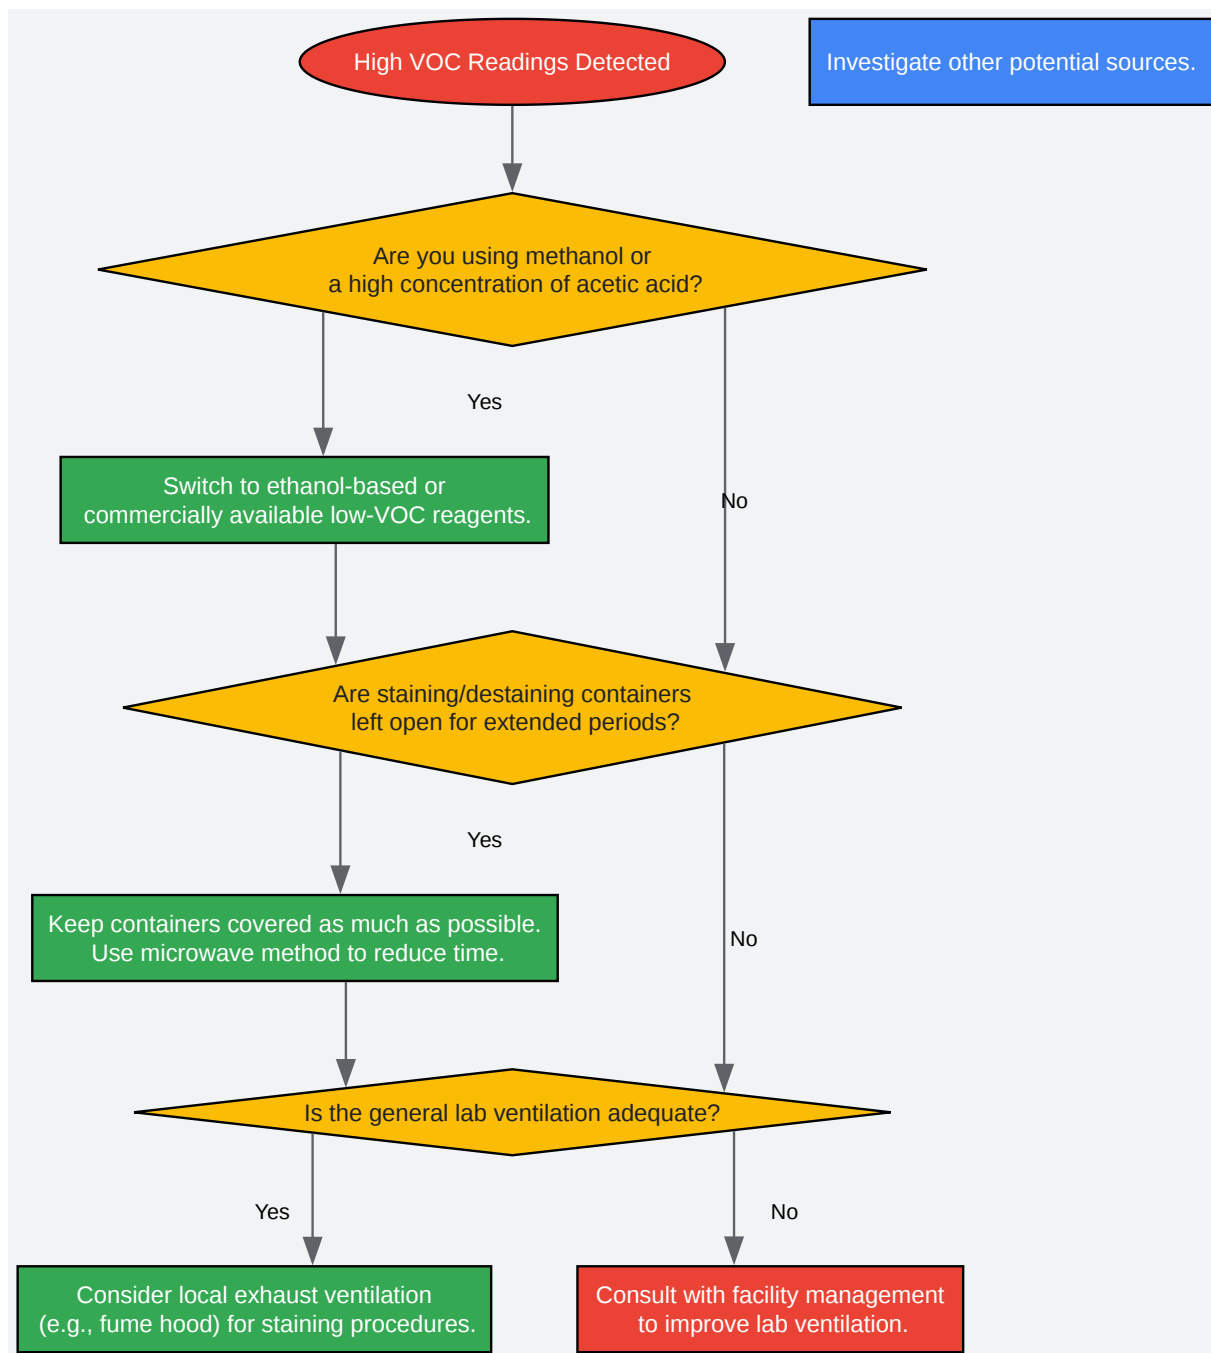 High VOC Readings Detected
Investigate other potential sources.
Are you using methanol or
a high concentration of acetic acid?
Yes
Switch to ethanol-based or
commercially available low-VOC reagents.
No
Are staining/destaining containers
left open for extended periods?
Yes
Keep containers covered as much as possible.
Use microwave method to reduce time.
No
Is the general lab ventilation adequate?
Yes
No
Consider local exhaust ventilation
(e.g., fume hood) for staining procedures.
Consult with facility management
to improve lab ventilation.